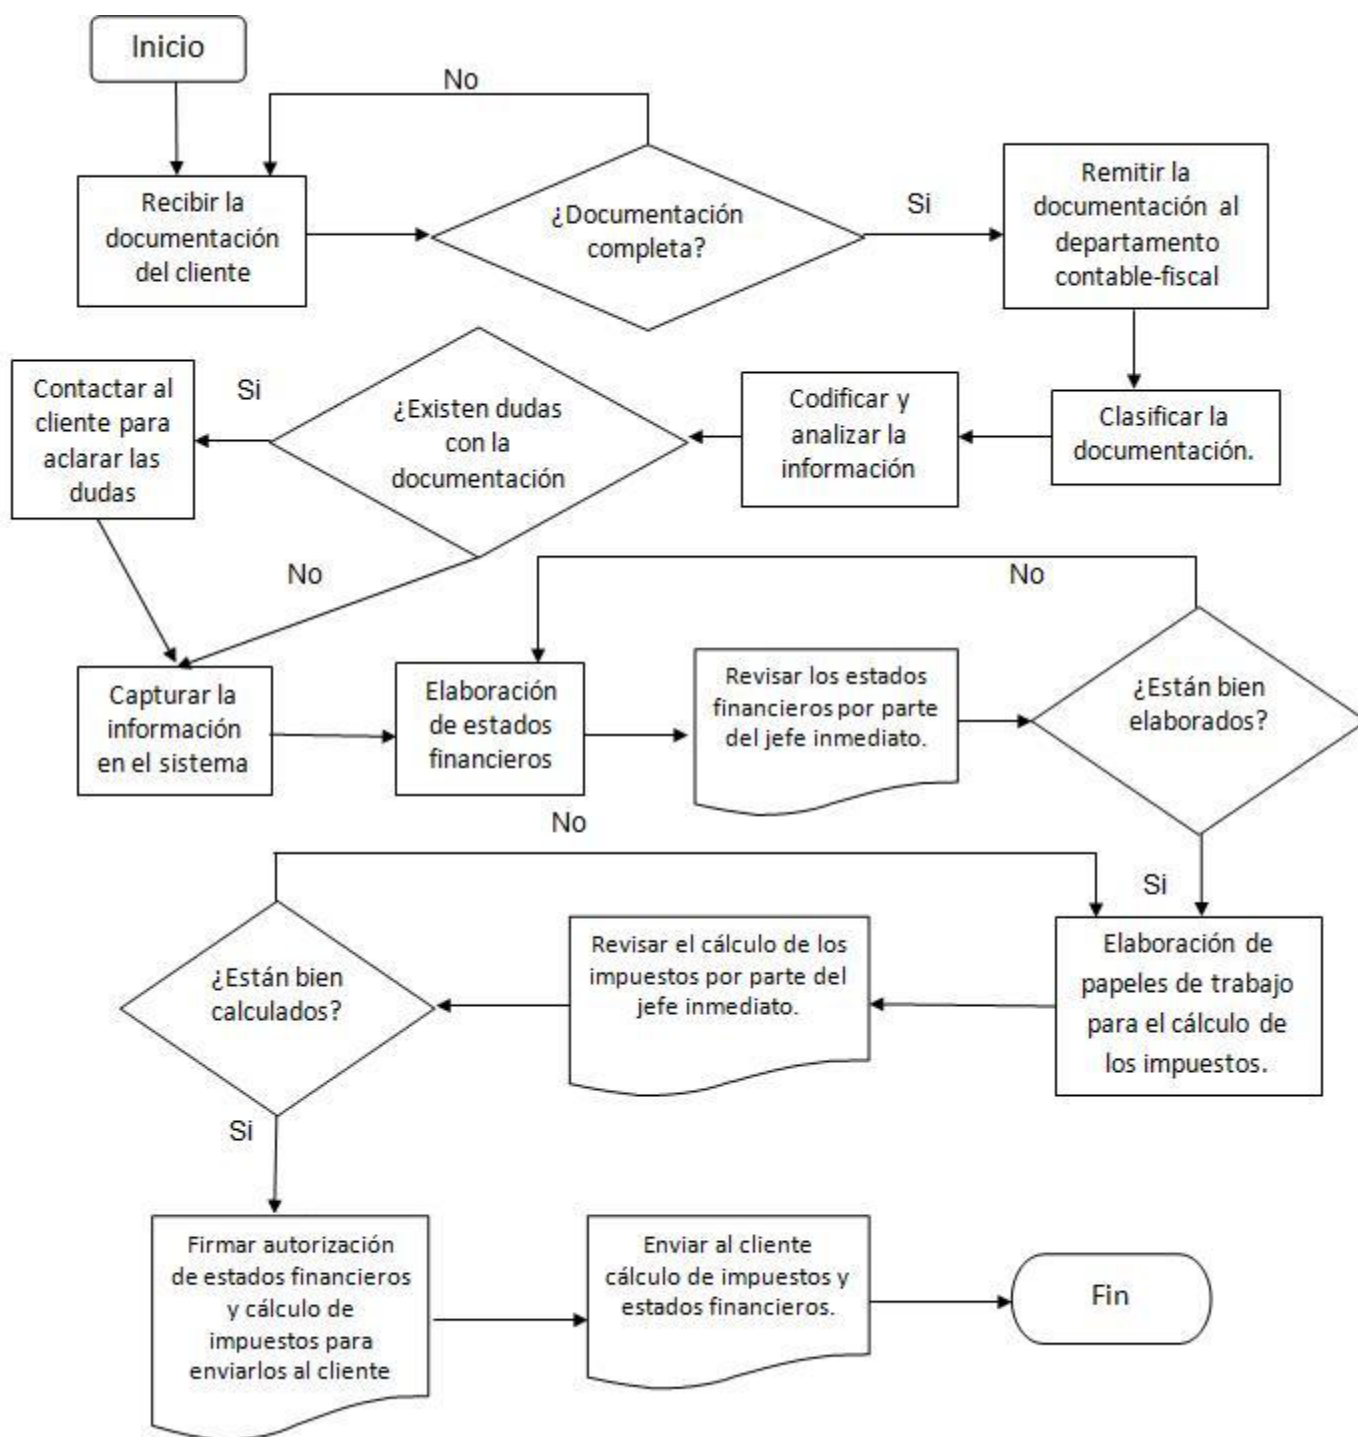 Inicio
No
Recibir la
documentación
del cliente
¿Documentación
completa?
Si
Remitir la
documentación al
departamento
contable-fiscal
Contactar al
cliente para
aclarar las
dudas
Si
¿Existen dudas
con la
documentación
Codificar y
analizar la
información
Clasificar la
documentación.
No
No
Capturar la
información
en el sistema
Elaboración
de estados
financieros
Revisar los estados
financieros por parte
del jefe inmediato.
¿Están bien
elaborados?
No
Si
¿Están bien
calculados?
Revisar el cálculo de los
impuestos por parte del
jefe inmediato.
Elaboración de
papeles de trabajo
para el cálculo de
los impuestos.
Si
Firmar autorización
de estados financieros
y cálculo de
impuestos para
enviarlos al cliente
Enviar al cliente
cálculo de impuestos y
estados financieros.
Fin